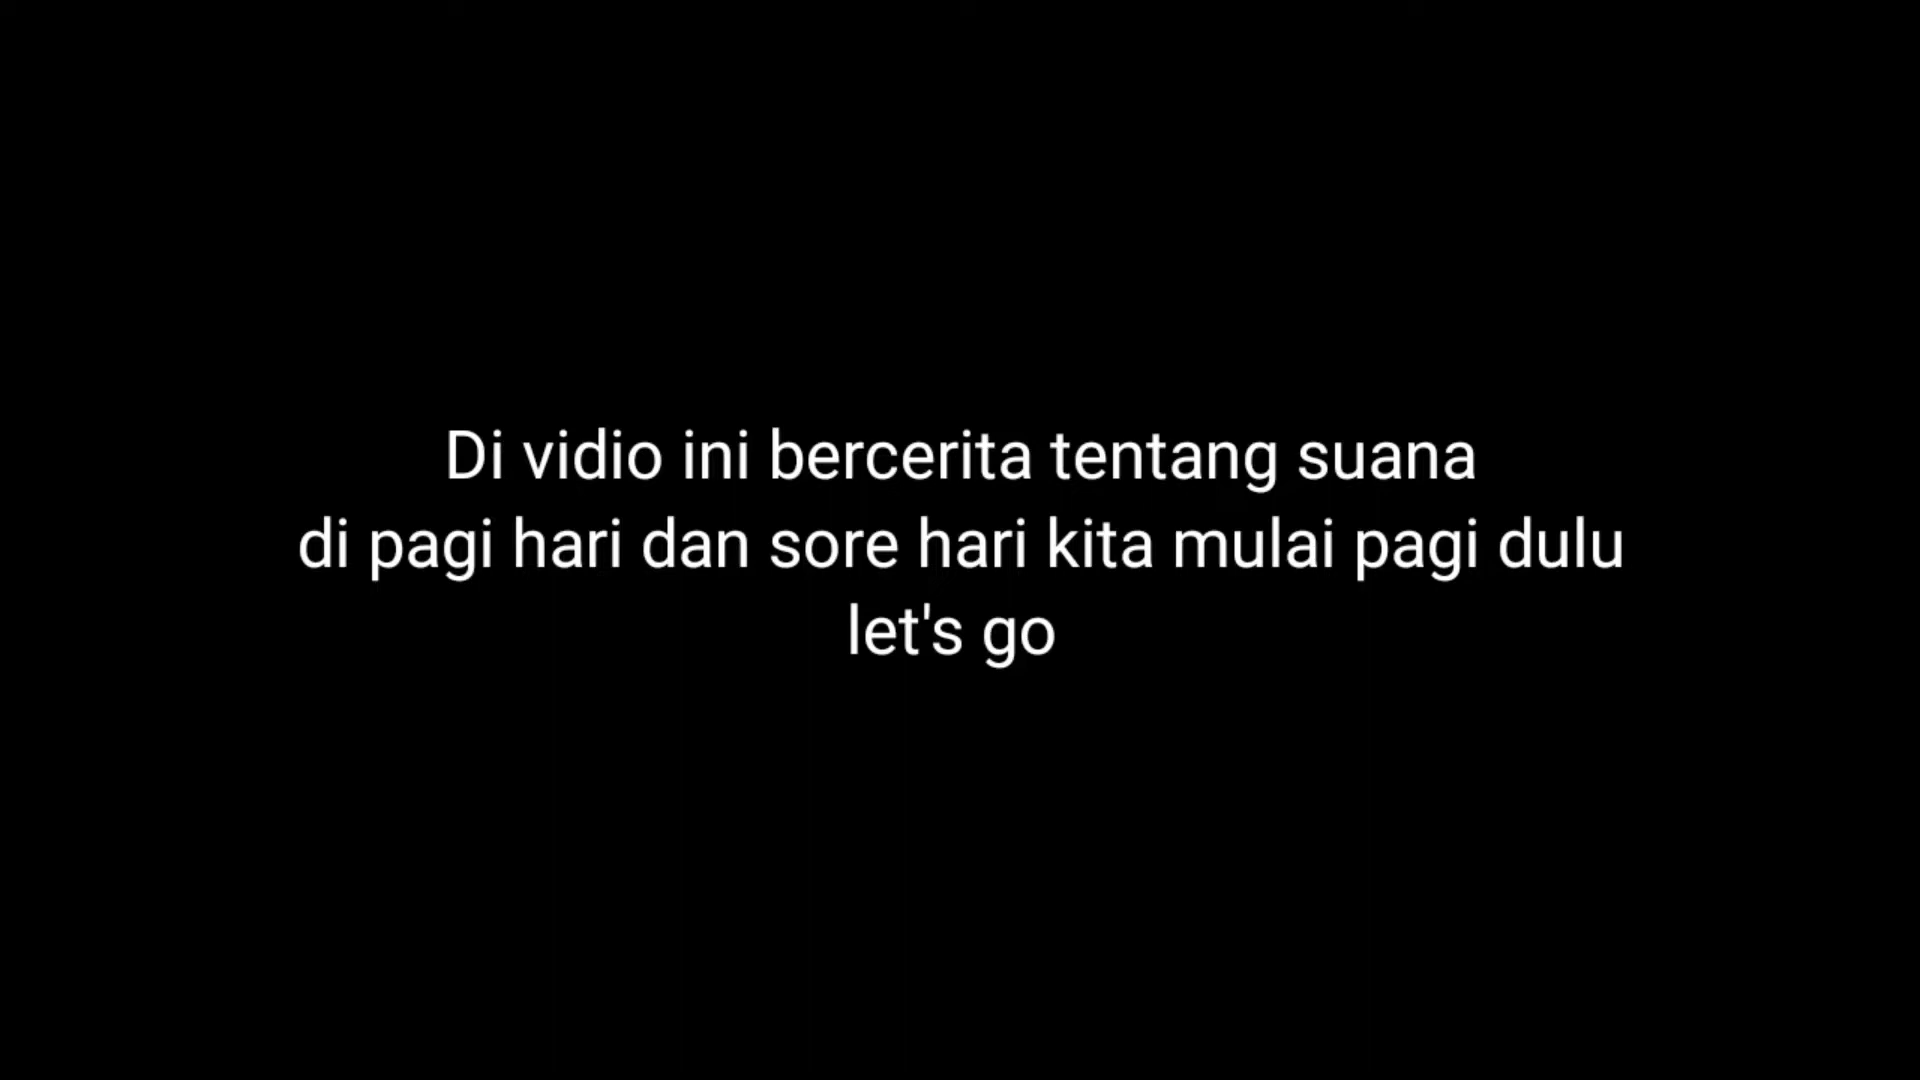 Di vidio ini bercerita tentang suana
di pagi hari dan sore hari kita mulai pagi dulu
let's go